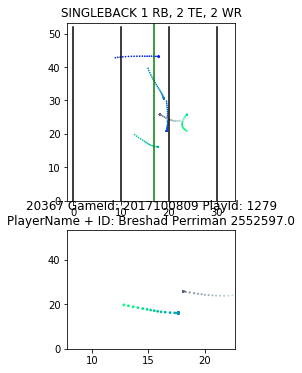 SINGLEBACK 1 RB, 2 TE, 2 WR
50
40
30
20
10
0
0 10 20 30
20367 GameId: 2017100809 PlayId: 1279
PlayerName + ID: Breshad Perriman 2552597.0
40
20
0
10 15 20